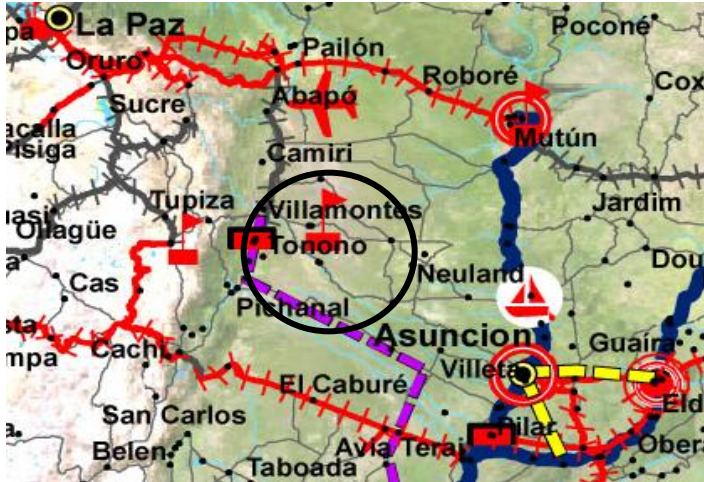 La Paz
Poconé
Pailón
Oruro
Roboré
Cox
Abapó
Sucre
acalla
Mutún
Pisiga
Camiri
Tupiza
Villamontes
Jardim
Ollagüe
Tonono
Dou
Neuland
Cas
Pichanal
Asuncion
Guaira
mpa
Cachi
Villeta
El Caburé
Eld
San Carlos
Pilar
Obera
Belen
Avia Terai
Taboada